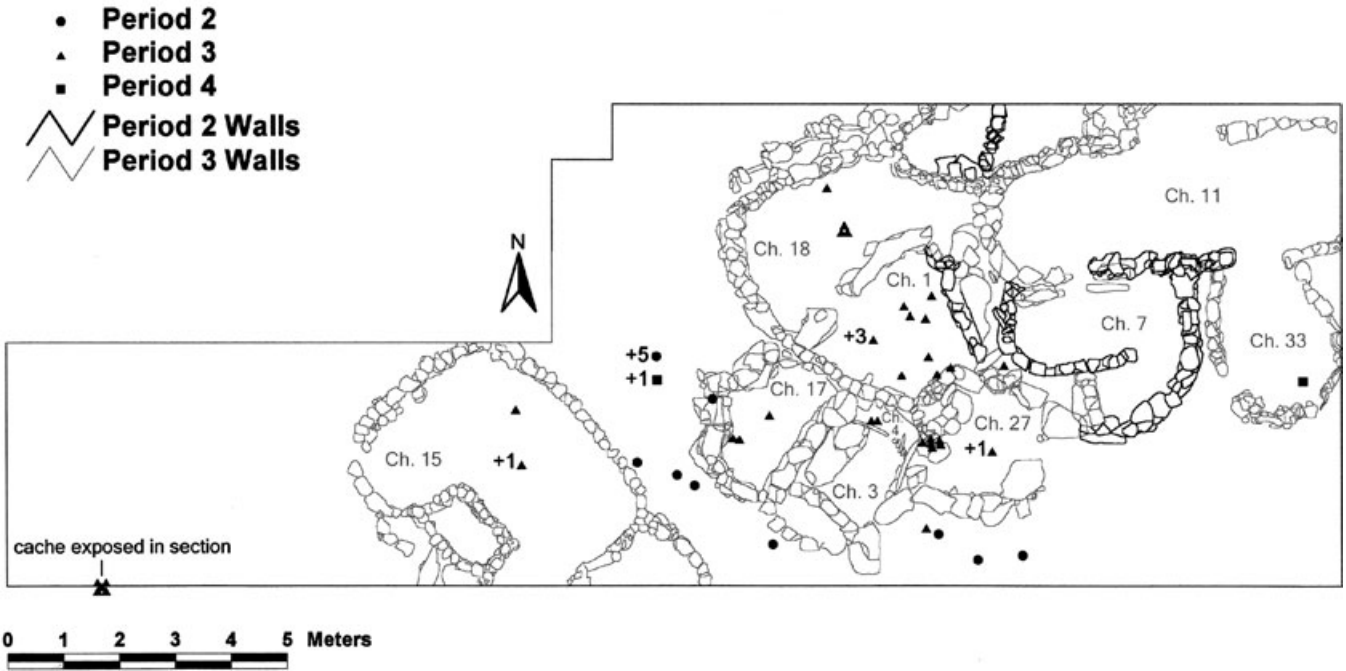 Period 2
Period 3
Period 4
Period 2 Walls
Period 3 Walls
N
Ch. 11
Ch. 18
Ch. 1
Ch. 7
+3
Ch. 33
+5
+1
Ch. 17
Ch. 4
Ch. 27
Ch. 15
+1
+1
Ch. 3
cache exposed in section
0 1 2 3 4 5 Meters